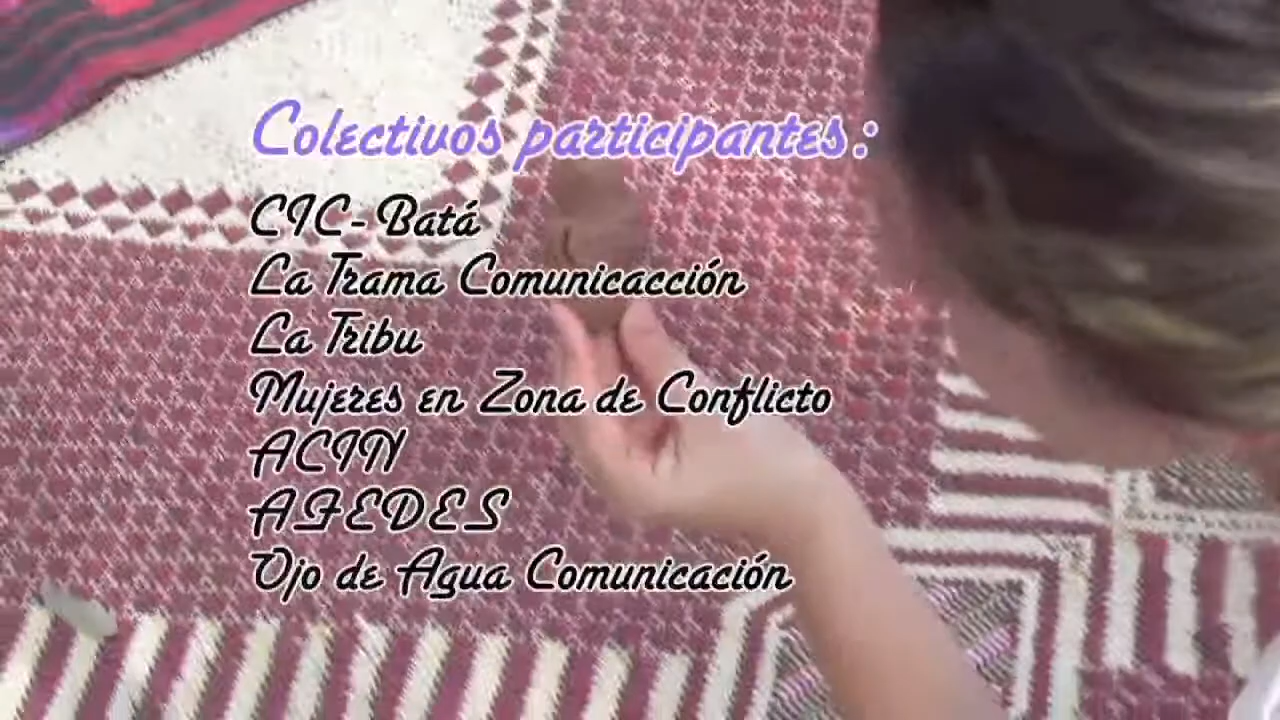 Colectivos participantes:
CIC-Batá
La Trama Comunicacción
La Tribu
Mujeres en Zona de Conflicto
ACIN
AFEDES
Ojo de Agua Comunicación